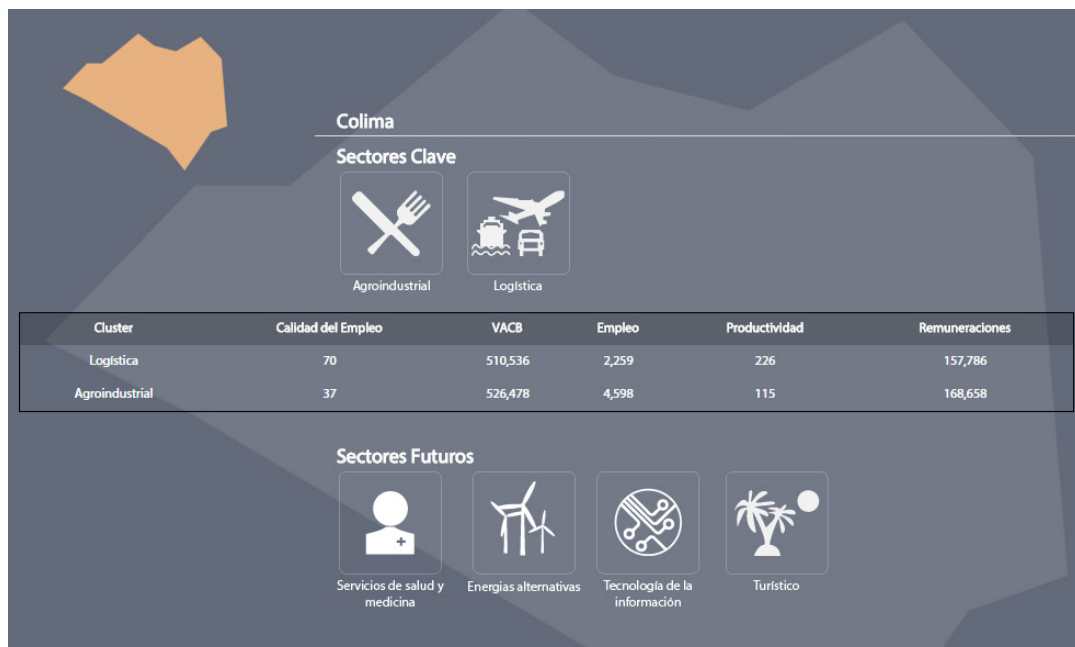 Colima
Sectores Clave
Agroindustrial
Logística
Cluster Calidad del Empleo VACB Empleo Productividad Remuneraciones
Logística 70 510,536 2,259 226 157,786
Agroindustrial 37 526,478 4,598 115 168,658
Sectores Futuros
Servicios de salud y
medicina
Energias alternativas
Tecnología de la
información
Turístico